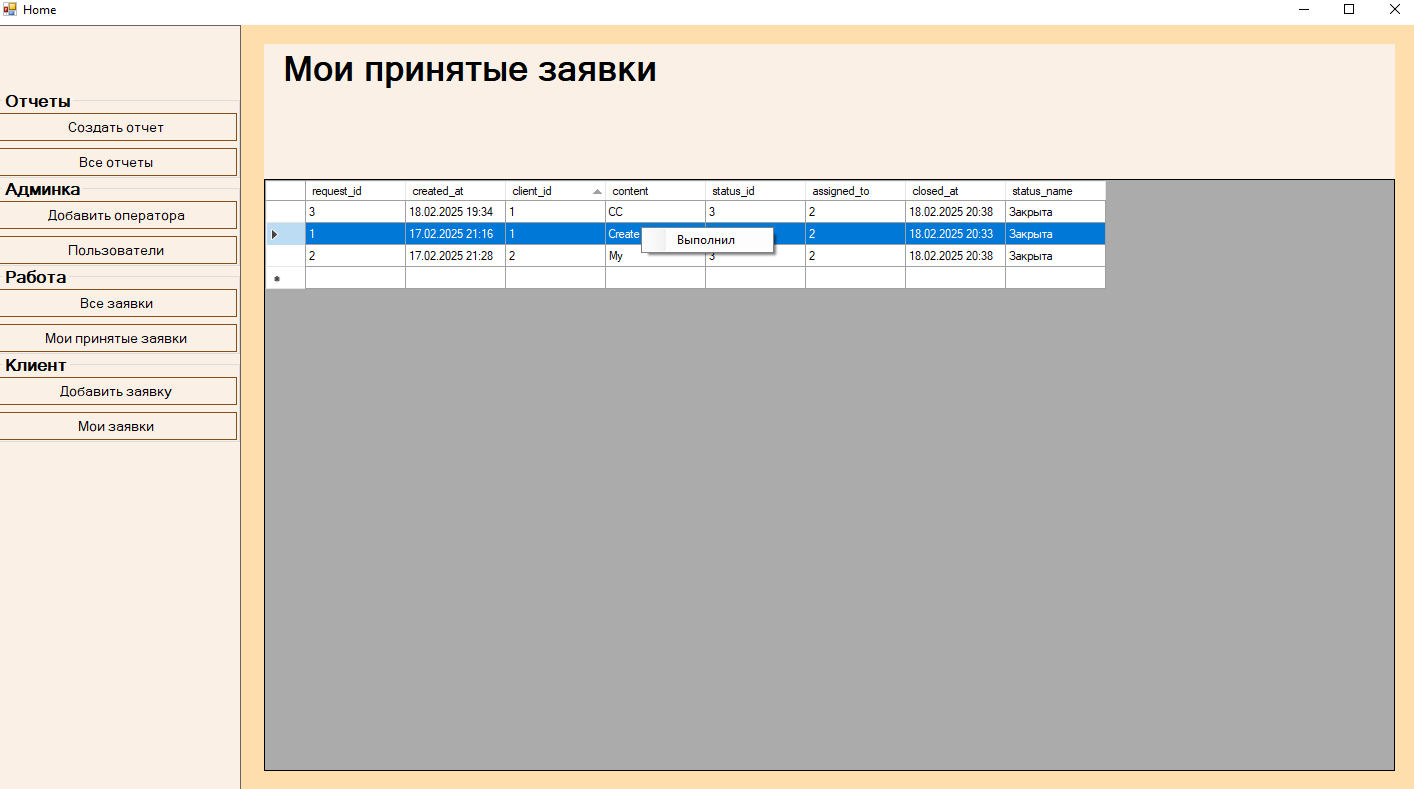 Home
Отчеты
Создать отчет
Все отчеты
Админка
Добавить оператора
Пользователи
Работа
Все заявки
Мои принятые заявки
Клиент
Добавить заявку
Мои заявки
Мои принятые заявки
request_id created_at client_id content status_id assigned_to closed_at status_name
3 18.02.2025 19:34 1 CC 3 2 18.02.2025 20:38 Закрыта
1 17.02.2025 21:16 1 Create 2 18.02.2025 20:33 Закрыта
Выполнил
2 17.02.2025 21:28 2 My 3 2 18.02.2025 20:38 Закрыта